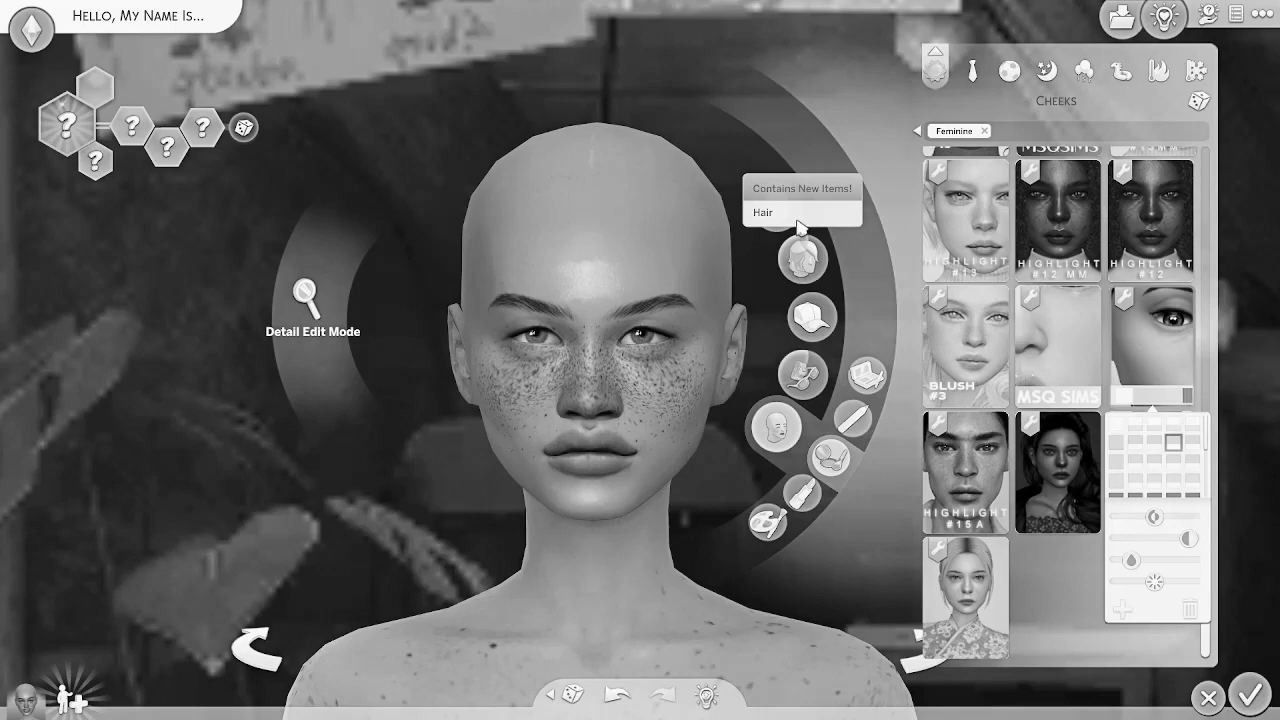 HELLO, MY NAME IS...
?
?
?
?
?
CHEEKS
Feminine
MSQSIMS
Contains New Items!
Hair
HIGHLIGHT
#13
HIGHLIGHT
#12 MM
HIGHLIGHT
#12
Detail Edit Mode
BLUSH
#3
MSQ SIMS
HIGHLIGHT
#15A